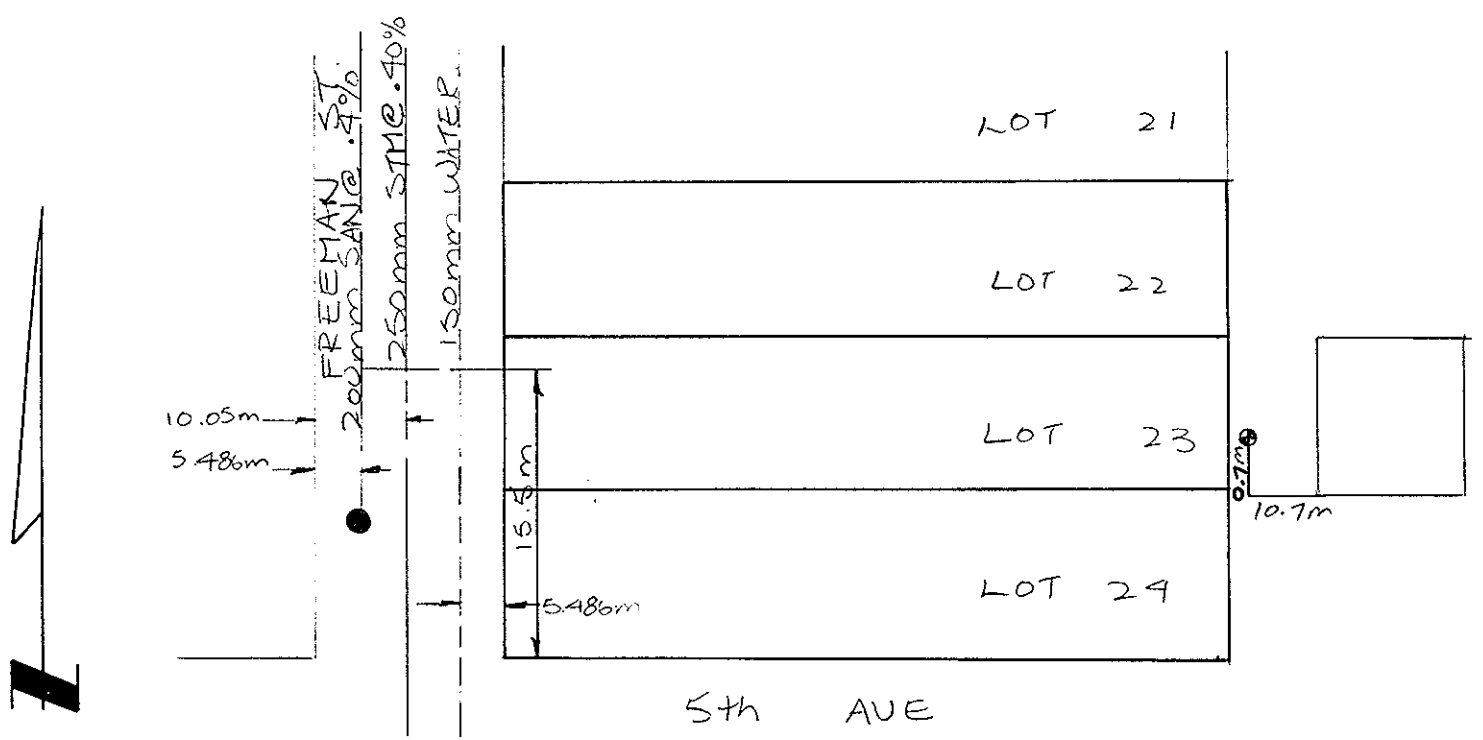 FREEMAN ST.
200mm SAN@ .4%
250mm STM@ .40%
150mm WATER.
LOT 21
LOT 22
10.05m
5.486m
15.5m
LOT 23
0.7m
10.7m
5.486m
LOT 24
5th AVE